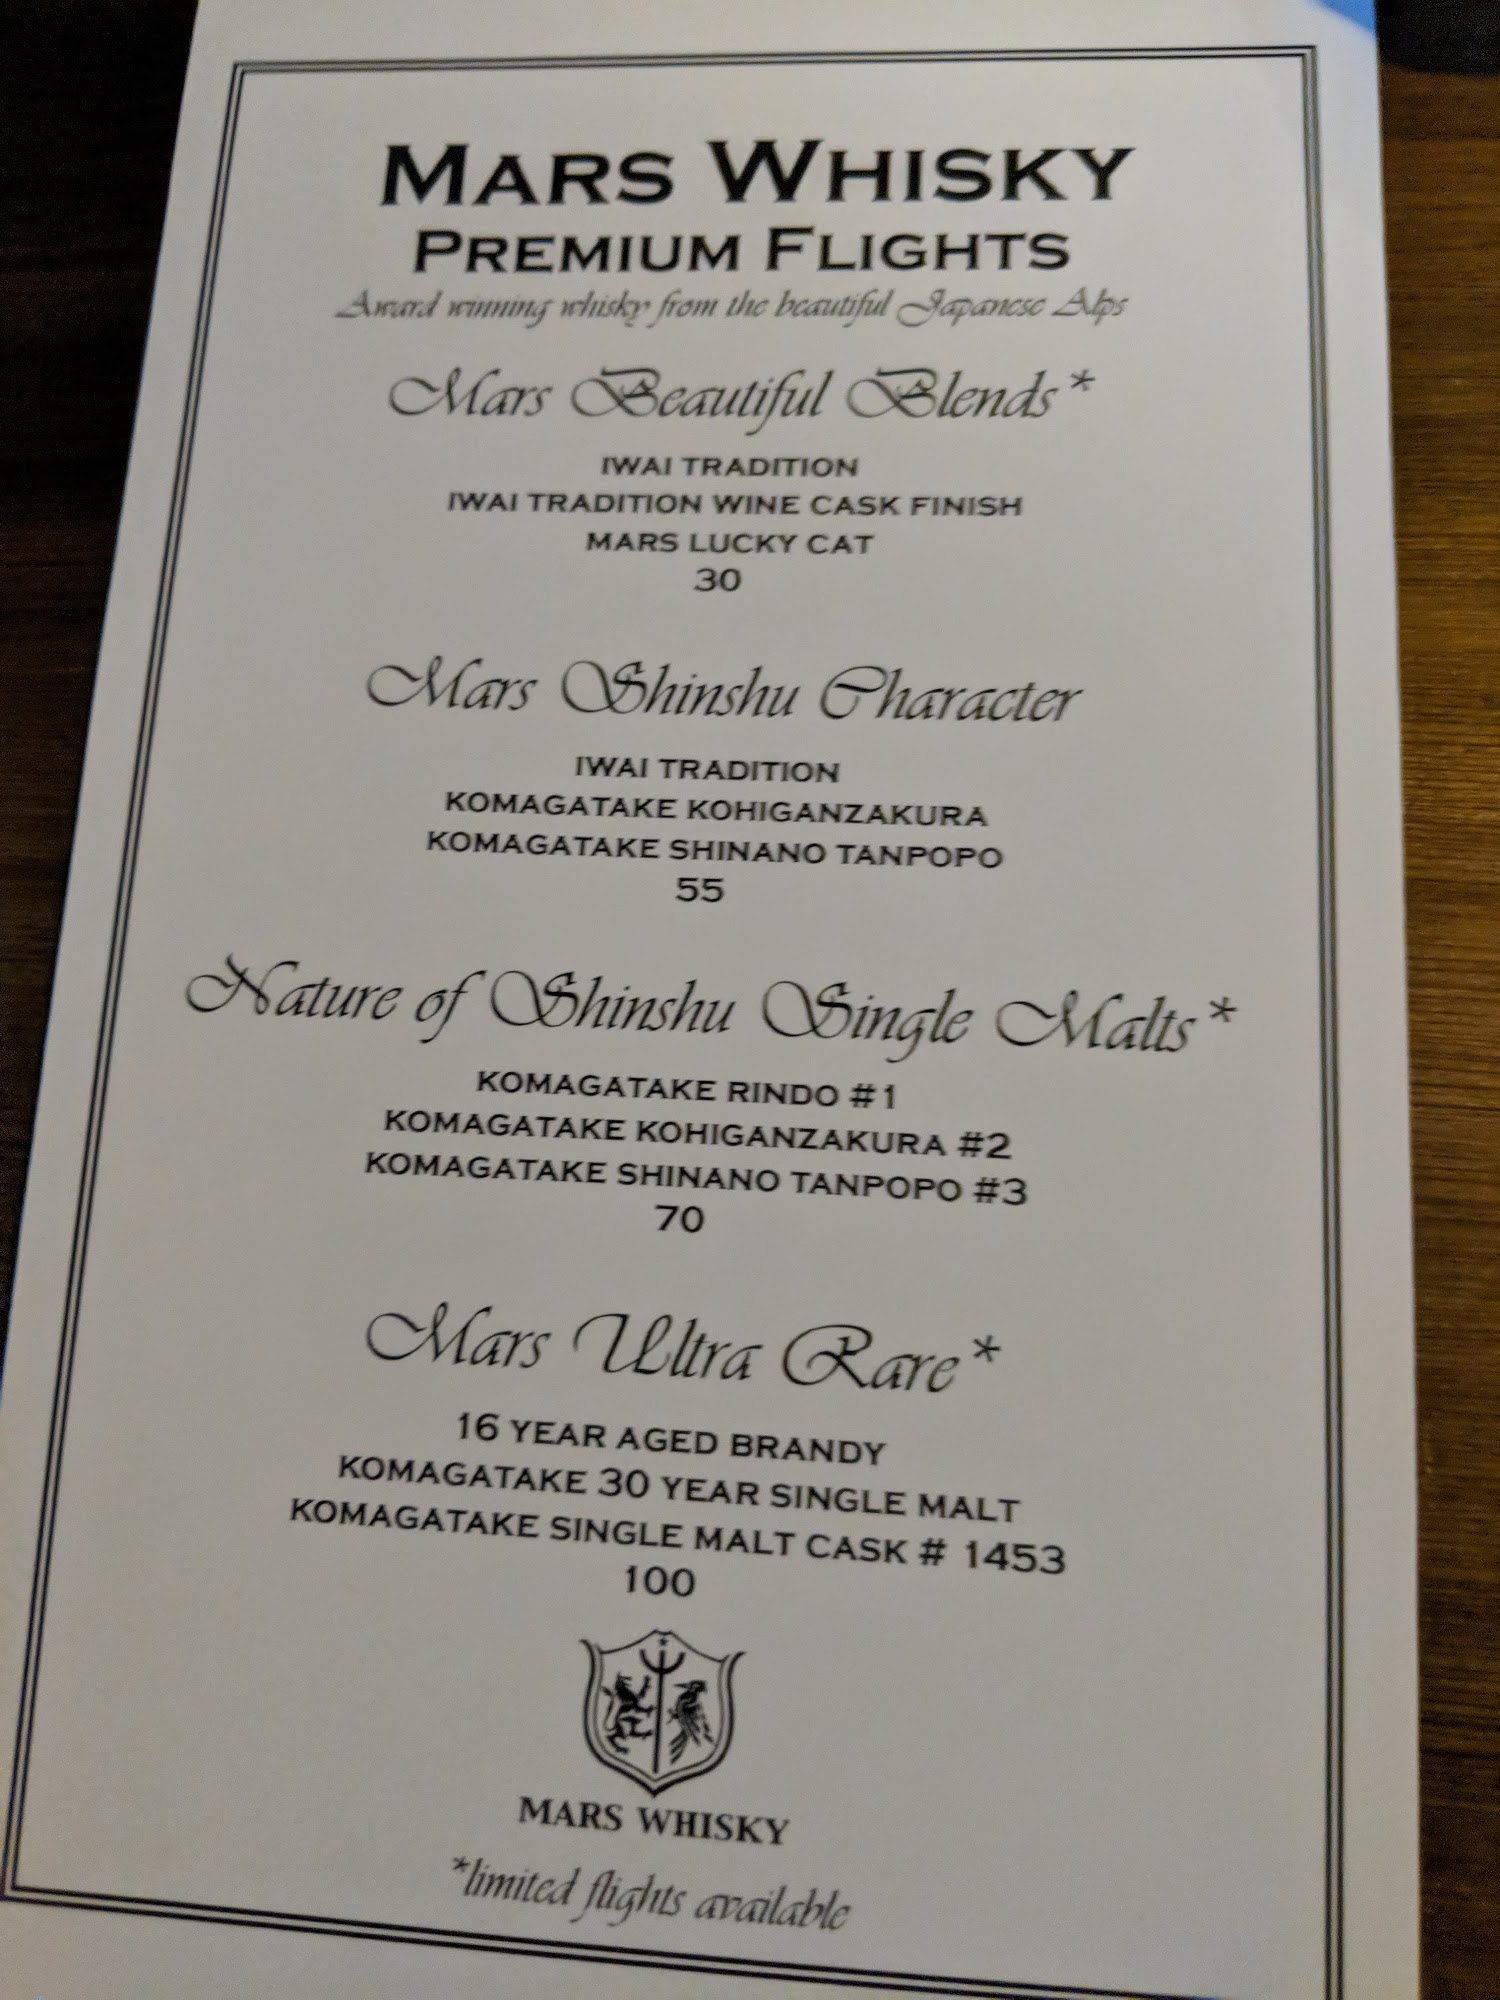 MARS WHISKY
PREMIUM FLIGHTS
Award winning whisky from the beautiful Japanese Alps
Mars Beautiful Blends*
IWAI TRADITION
IWAI TRADITION WINE CASK FINISH
MARS LUCKY CAT
30
Mars Shinshu Character
IWAI TRADITION
KOMAGATAKE KOHIGANZAKURA
KOMAGATAKE SHINANO TANPOPO
55
Nature of Shinshu Single Malts*
KOMAGATAKE RINDO #1
KOMAGATAKE KOHIGANZAKURA #2
KOMAGATAKE SHINANO TANPOPO #3
70
Mars Ultra Rare*
16 YEAR AGED BRANDY
KOMAGATAKE 30 YEAR SINGLE MALT
KOMAGATAKE SINGLE MALT CASK # 1453
100
MARS WHISKY
*limited flights available